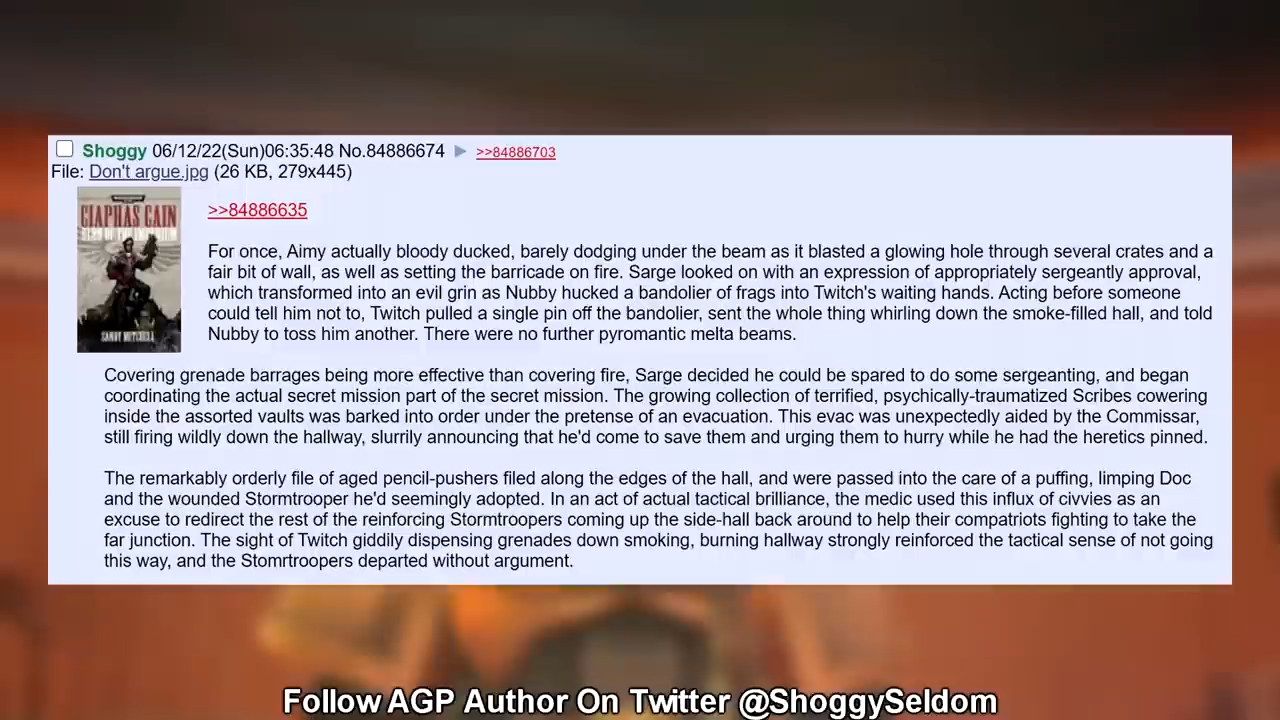 Shoggy 06/12/22(Sun)06:35:48 No.84886674 ▶ >>84886703
File: Don't argue.jpg (26 KB, 279x445)
CIAPHAS CAIN
SANDY MITCHELL
>>84886635
For once, Aimy actually bloody ducked, barely dodging under the beam as it blasted a glowing hole through several crates and a
fair bit of wall, as well as setting the barricade on fire. Sarge looked on with an expression of appropriately sergeantly approval,
which transformed into an evil grin as Nubby hucked a bandolier of frags into Twitch's waiting hands. Acting before someone
could tell him not to, Twitch pulled a single pin off the bandolier, sent the whole thing whirling down the smoke-filled hall, and told
Nubby to toss him another. There were no further pyromantic melta beams.
Covering grenade barrages being more effective than covering fire, Sarge decided he could be spared to do some sergeanting, and began
coordinating the actual secret mission part of the secret mission. The growing collection of terrified, psychically-traumatized Scribes cowering
inside the assorted vaults was barked into order under the pretense of an evacuation. This evac was unexpectedly aided by the Commissar,
still firing wildly down the hallway, slurrily announcing that he'd come to save them and urging them to hurry while he had the heretics pinned.
The remarkably orderly file of aged pencil-pushers filed along the edges of the hall, and were passed into the care of a puffing, limping Doc
and the wounded Stormtrooper he'd seemingly adopted. In an act of actual tactical brilliance, the medic used this influx of civvies as an
excuse to redirect the rest of the reinforcing Stormtroopers coming up the side-hall back around to help their compatriots fighting to take the
far junction. The sight of Twitch giddily dispensing grenades down smoking, burning hallway strongly reinforced the tactical sense of not going
this way, and the Stomrtroopers departed without argument.
Follow AGP Author On Twitter @ShoggySeldom